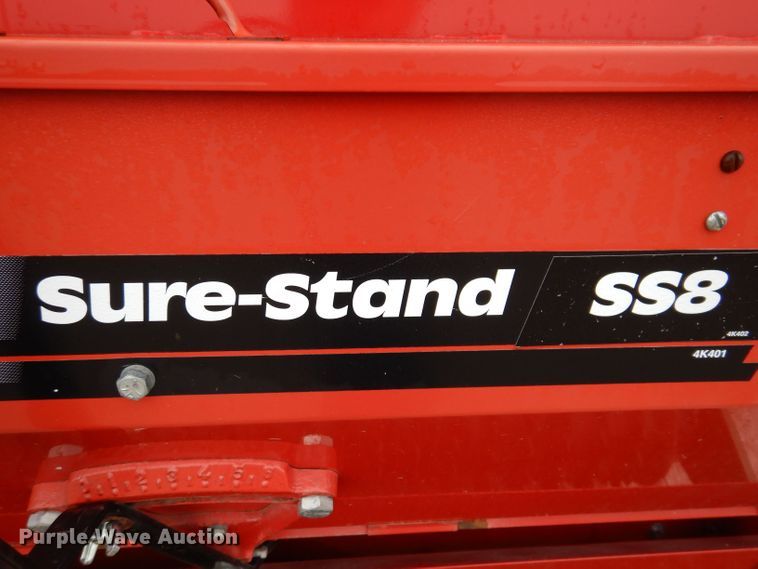 Sure-Stand SS8
4K402
4K401
Purple Wave Auction